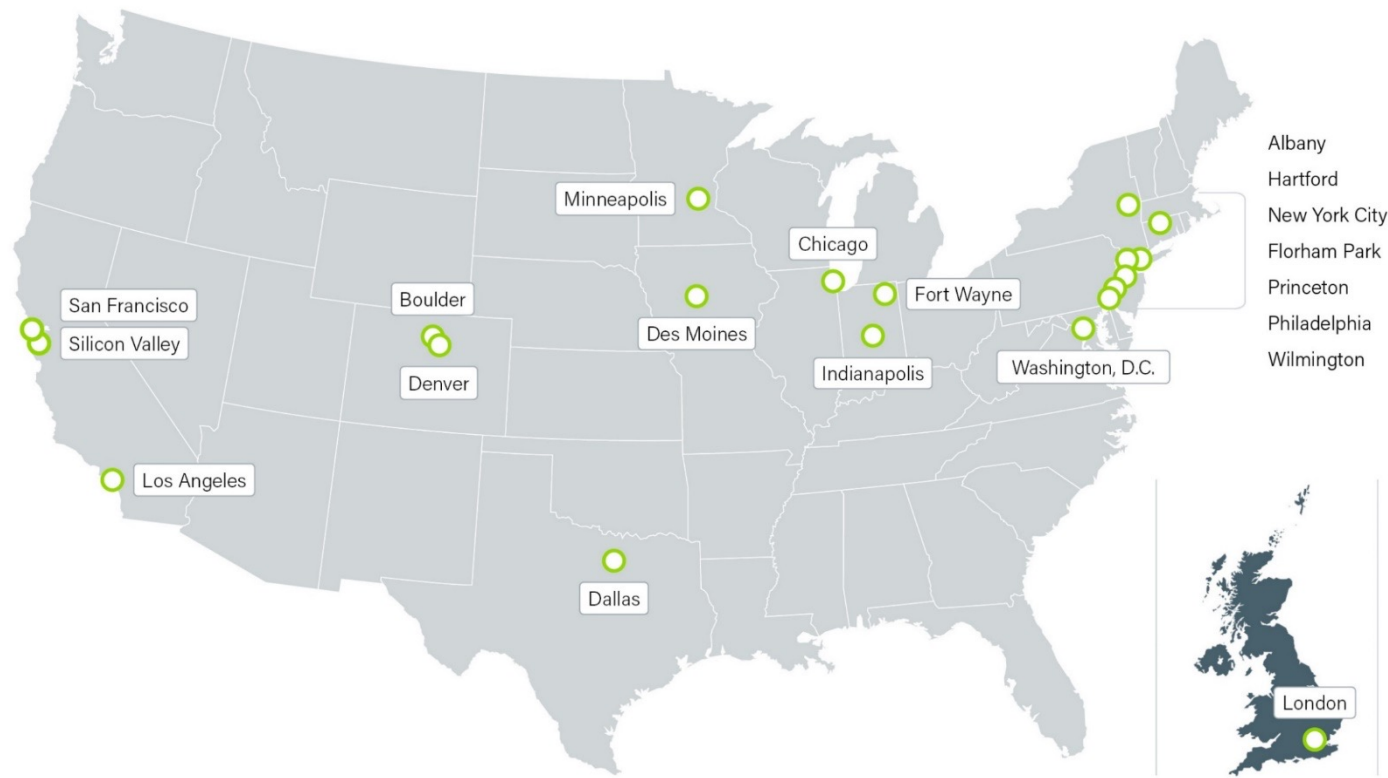 Albany
Hartford
Minneapolis
New York City
Chicago
Florham Park
San Francisco
Boulder
Fort Wayne
Princeton
Philadelphia
Des Moines
Silicon Valley
Wilmington
Washington, D.C.
Indianapolis
Denver
Los Angeles
Dallas
London